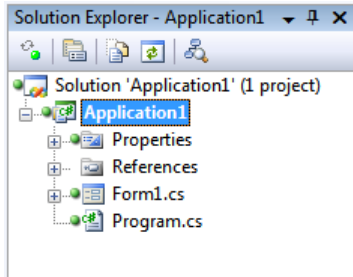 Solution Explorer - Application1
Solution 'Application1' (1 project)
Application1
Properties
References
Form1.cs
Program.cs